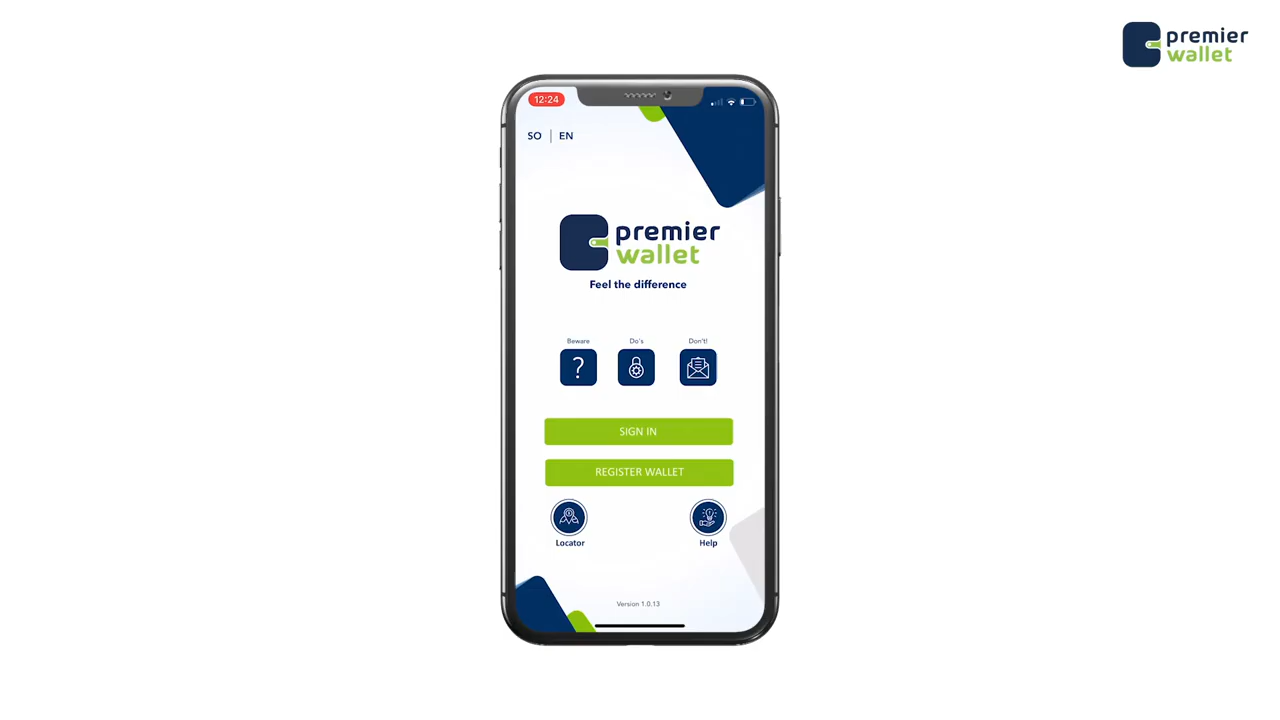 premier
wallet
12:24
SO | EN
premier
wallet
Feel the difference
Beware
Do's
Don't!
SIGN IN
REGISTER WALLET
Locator
Help
Version 1.0.13